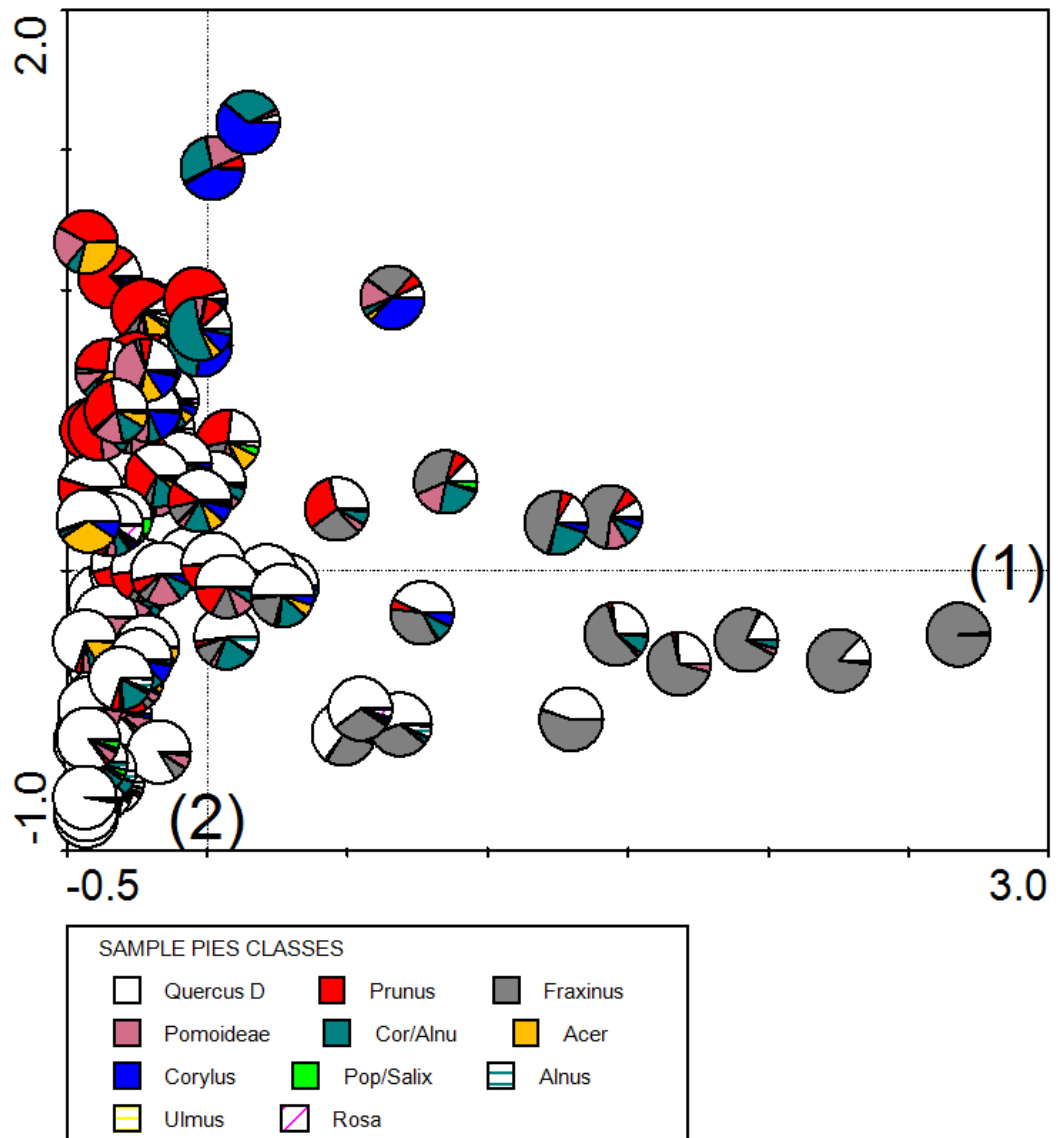 2.0
(1)
-1.0
(2)
-0.5 3.0
SAMPLE PIES CLASSES
Quercus D Prunus Fraxinus
Pomoideae Cor/Alnu Acer
Corylus Pop/Salix Alnus
Ulmus Rosa